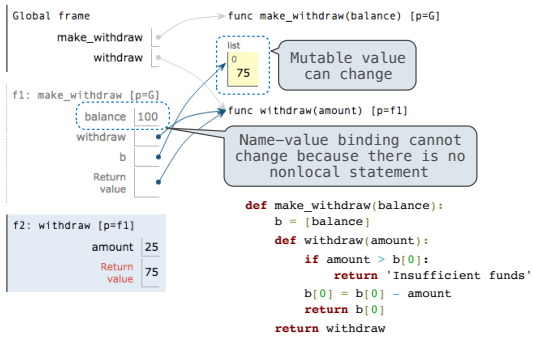 Global frame
make_withdraw
withdraw
func make_withdraw(balance) [p=G]
list
0
75
Mutable value
can change
f1: make_withdraw [p=G]
balance 100
withdraw
b
Return
value
func withdraw(amount) [p=f1]
Name-value binding cannot
change because there is no
nonlocal statement
f2: withdraw [p=f1]
amount 25
Return
value 75
def make_withdraw(balance):
    b = [balance]
    def withdraw(amount):
        if amount > b[0]:
            return 'Insufficient funds'
        b[0] = b[0] - amount
        return b[0]
    return withdraw